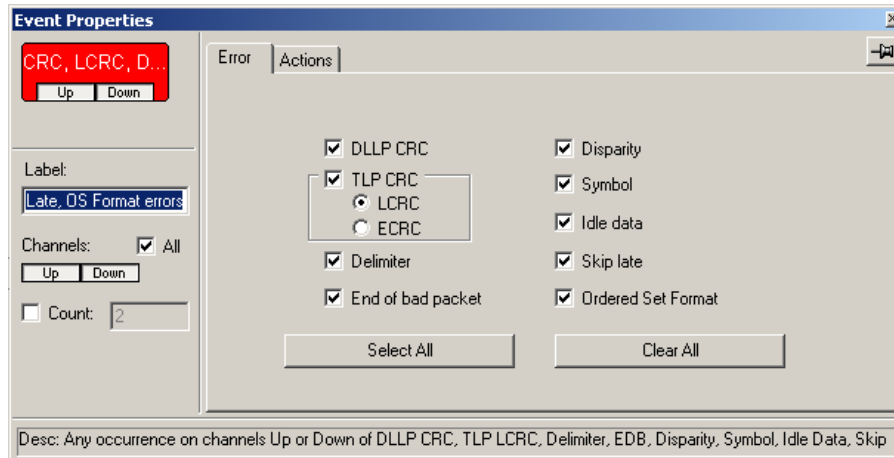 Event Properties
CRC, LCRC, D...
Up Down
Error Actions
Label:
Late, OS Format errors
Channels: All
Up Down
Count: 2
DLLP CRC
TLP CRC
LCRC
ECRC
Delimiter
End of bad packet
Disparity
Symbol
Idle data
Skip late
Ordered Set Format
Select All
Clear All
Desc: Any occurrence on channels Up or Down of DLLP CRC, TLP LCRC, Delimiter, EDB, Disparity, Symbol, Idle Data, Skip